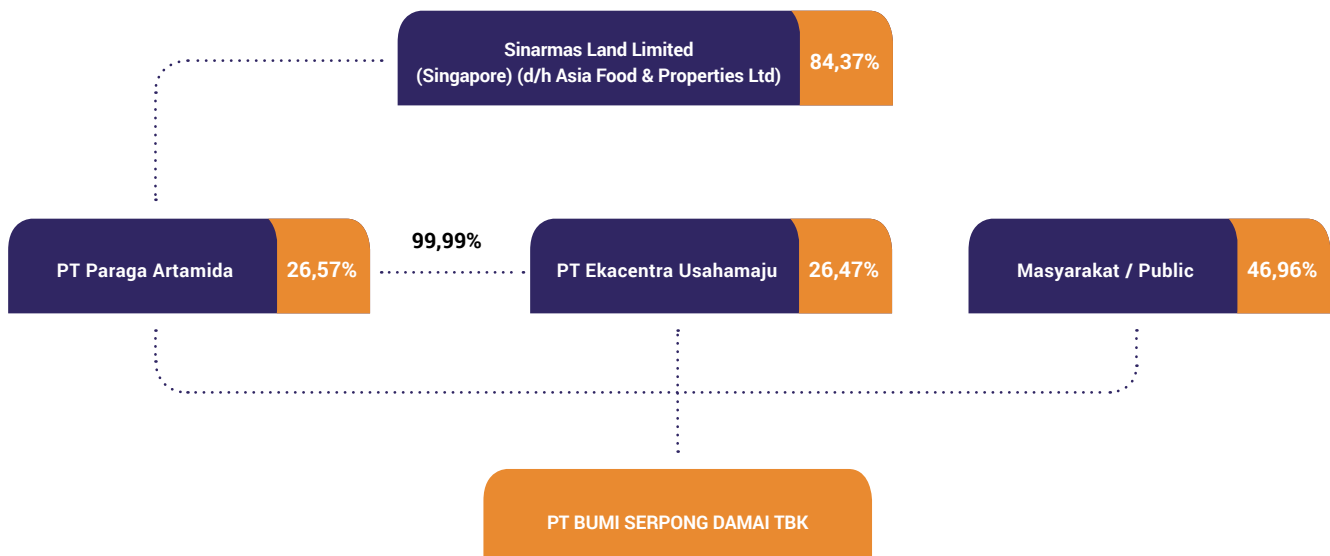 Sinarmas Land Limited
(Singapore) (d/h Asia Food & Properties Ltd)
84,37%
PT Paraga Artamida
26,57%
99,99%
PT Ekacentra Usahamaju
26,47%
Masyarakat / Public
46,96%
PT BUMI SERPONG DAMAI TBK